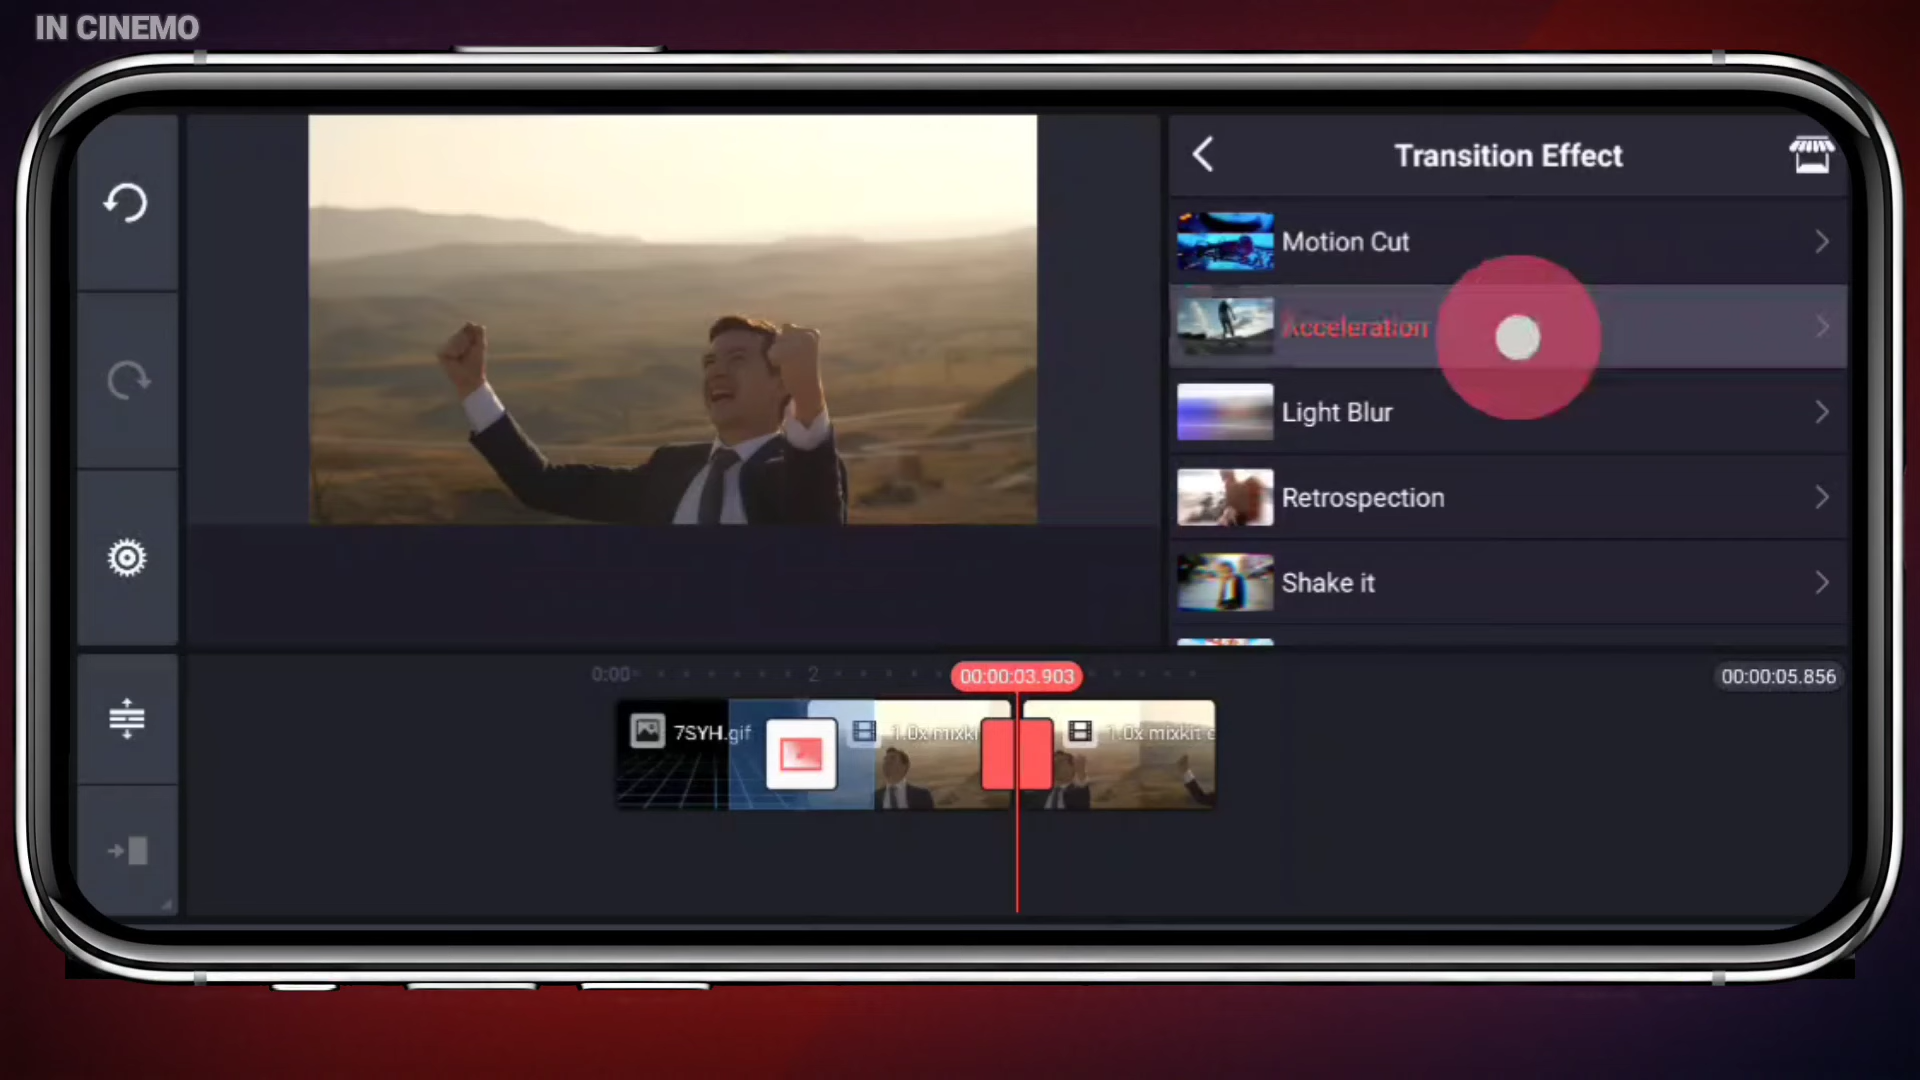 IN CINEMO
Transition Effect
Motion Cut
Acceleration
Light Blur
Retrospection
Shake it
0:00
2
00:00:03.903
00:00:05.856
7SYH.gif
1.0x mixki
1.0x mixkit c